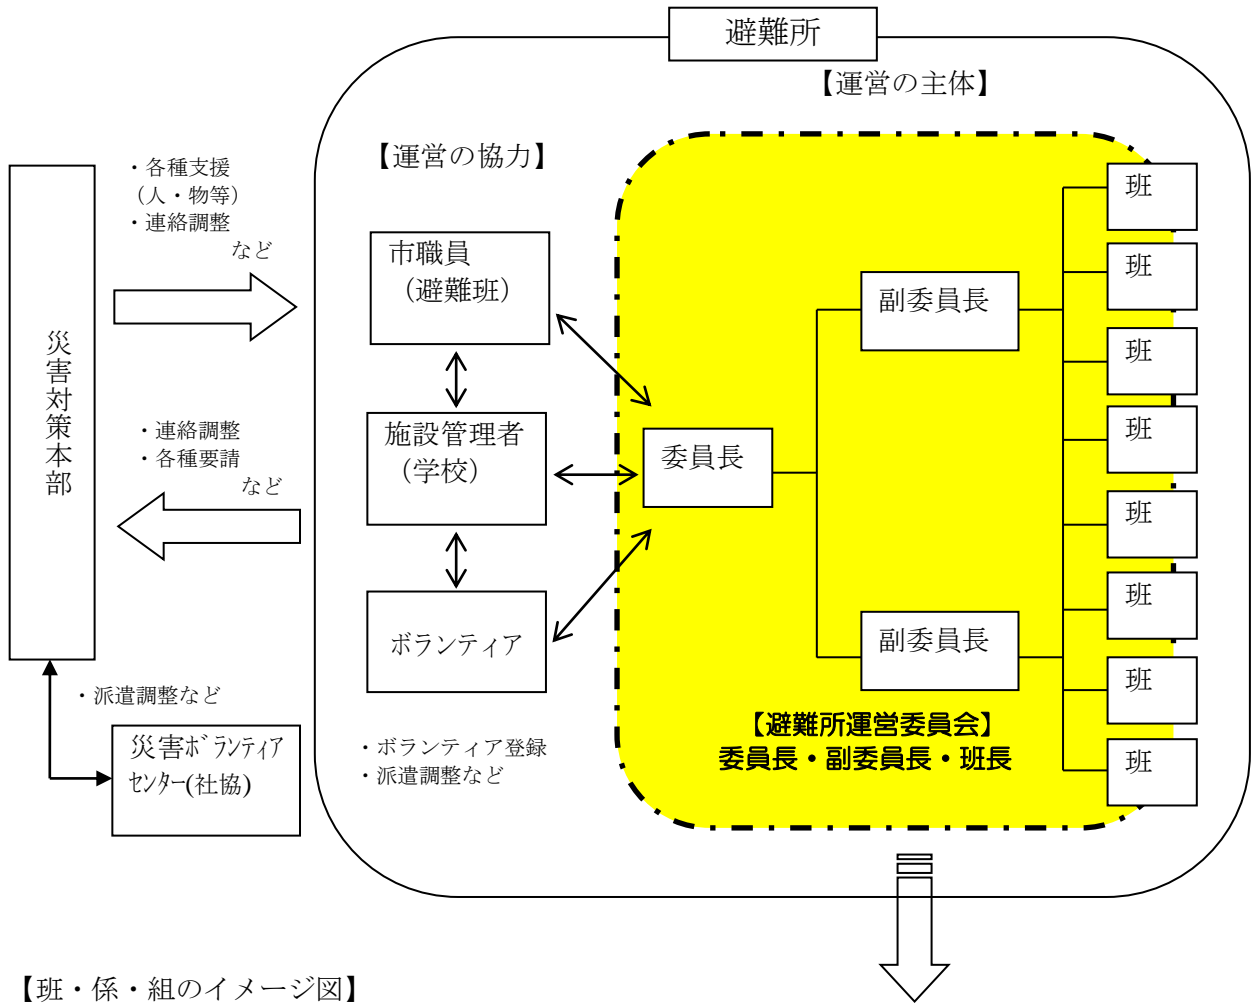 避難所
【運営の主体】
【運営の協力】
・各種支援
（人・物等）
・連絡調整
など
災害対策本部
・連絡調整
・各種要請
など
・派遣調整など
災害ﾎﾞﾗﾝﾃｨｱ
ｾﾝﾀｰ(社協)
市職員
（避難班）
施設管理者
（学校）
ボランティア
・ボランティア登録
・派遣調整など
委員長
副委員長
副委員長
班
班
班
班
班
班
班
班
【避難所運営委員会】
委員長・副委員長・班長
【班・係・組のイメージ図】